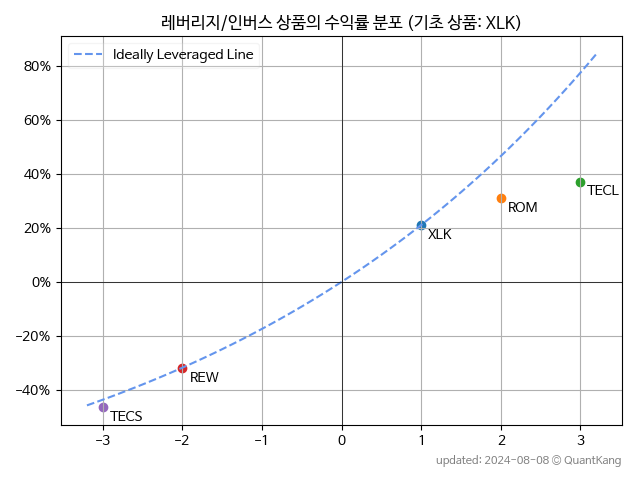 레버리지/인버스 상품의 수익률 분포 (기초 상품: XLK)
Ideally Leveraged Line
80%
60%
40%
20%
0%
−20%
−40%
TECL
ROM
XLK
REW
TECS
−3
−2
−1
0
1
2
3
updated: 2024-08-08 © QuantKang